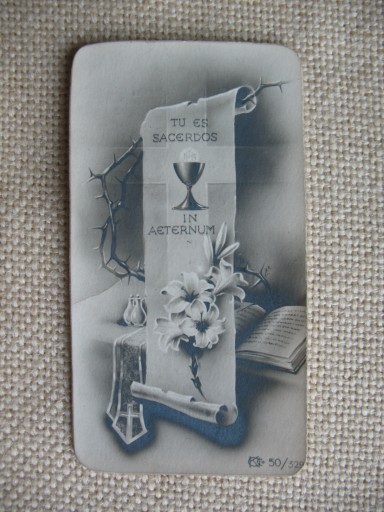 TU ES
SACERDOS
IN
AETERNUM